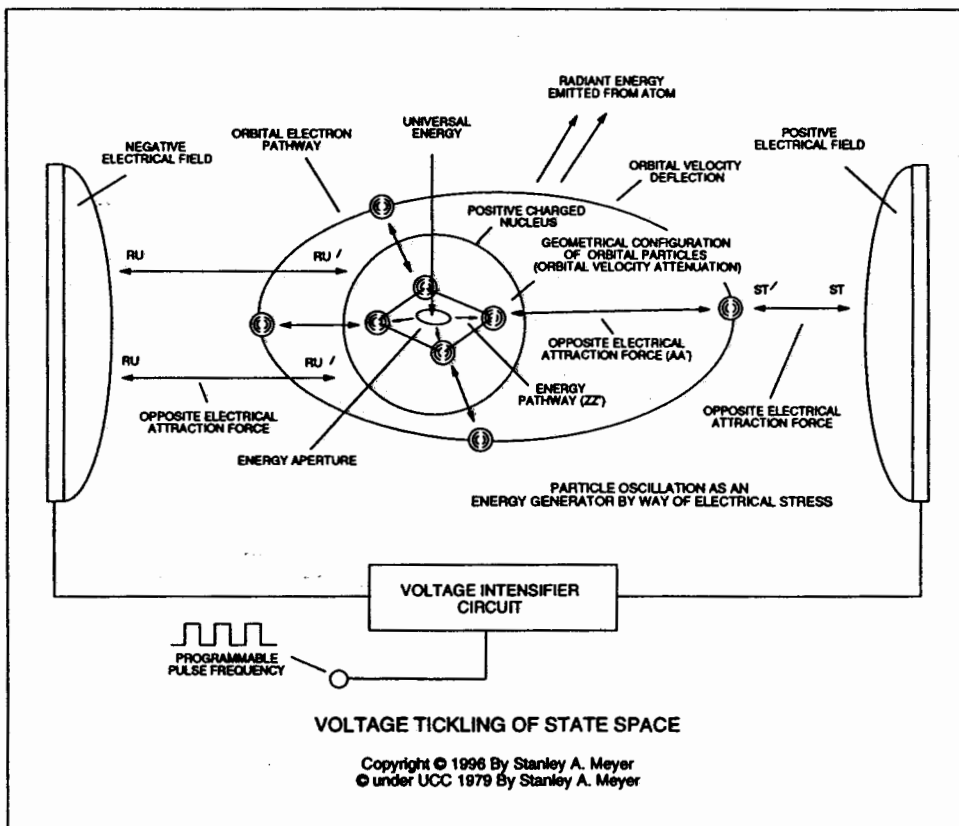 RADIANT ENERGY
EMITTED FROM ATOM
UNIVERSAL
ENERGY
ORBITAL ELECTRON
PATHWAY
NEGATIVE
ELECTRICAL FIELD
POSITIVE
ELECTRICAL FIELD
ORBITAL VELOCITY
DEFLECTION
POSITIVE CHARGED
NUCLEUS
GEOMETRICAL CONFIGURATION
OF ORBITAL PARTICLES
(ORBITAL VELOCITY ATTENUATION)
RU
RU′
ST′
ST
OPPOSITE ELECTRICAL
ATTRACTION FORCE (AA')
RU
RU ′
ENERGY
PATHWAY (ZZ')
OPPOSITE ELECTRICAL
ATTRACTION FORCE
OPPOSITE ELECTRICAL
ATTRACTION FORCE
ENERGY APERTURE
PARTICLE OSCILLATION AS AN
ENERGY GENERATOR BY WAY OF ELECTRICAL STRESS
VOLTAGE INTENSIFIER
CIRCUIT
PROGRAMMABLE
PULSE FREQUENCY
VOLTAGE TICKLING OF STATE SPACE
Copyright © 1996 By Stanley A. Meyer
© under UCC 1979 By Stanley A. Meyer